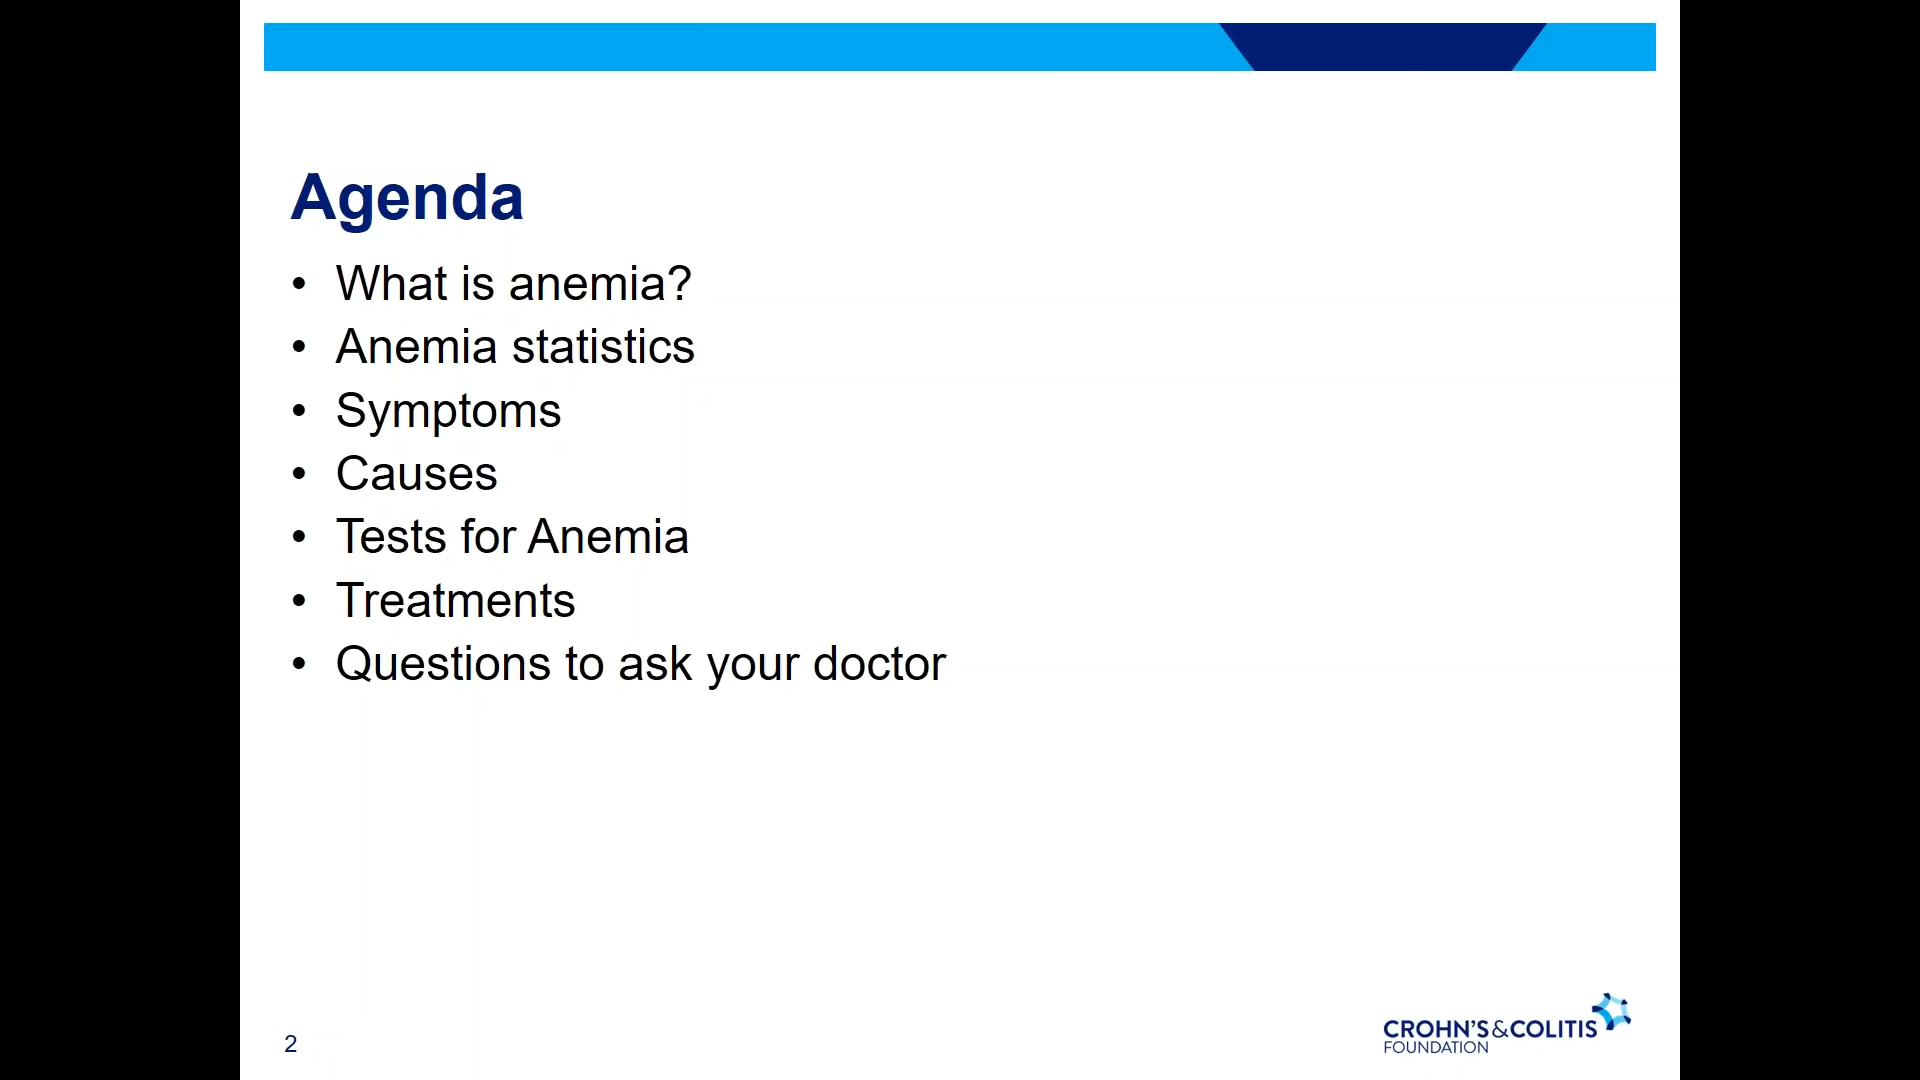 Agenda
• What is anemia?
• Anemia statistics
• Symptoms
• Causes
• Tests for Anemia
• Treatments
• Questions to ask your doctor
2
CROHN'S & COLITIS
FOUNDATION